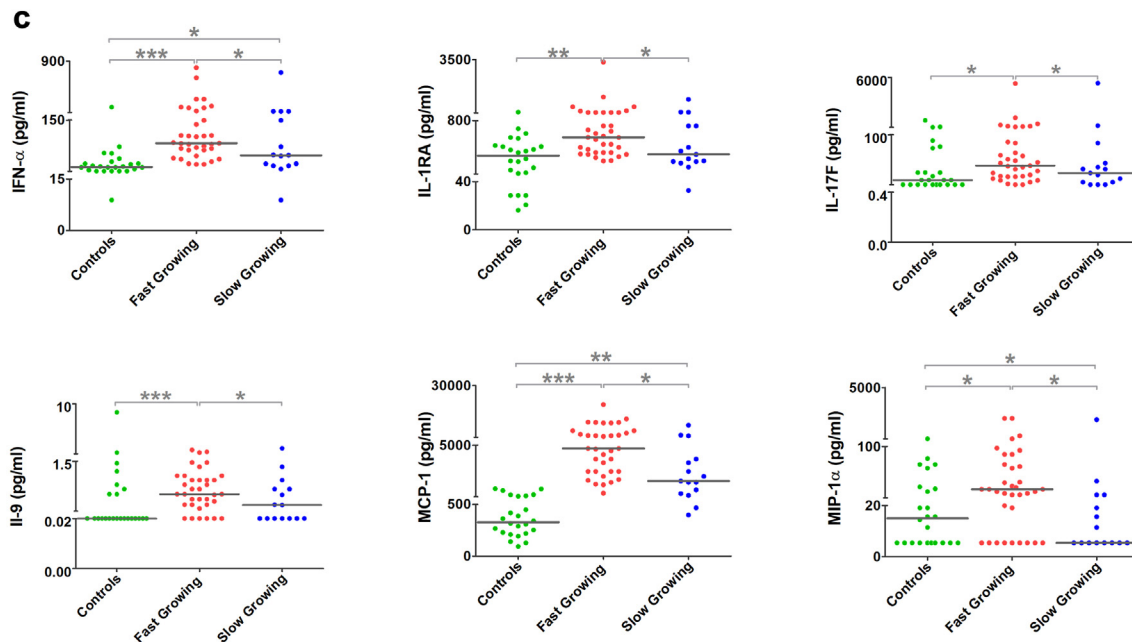 C
*
***
*
IFN-α (pg/ml)
900
150
15
0
Controls
Fast Growing
Slow Growing
**
*
IL-1RA (pg/ml)
3500
800
40
0
Controls
Fast Growing
Slow Growing
*
*
IL-17F (pg/ml)
6000
100
0.4
0.0
Controls
Fast Growing
Slow Growing
***
*
Il-9 (pg/ml)
10
1.5
0.02
0.00
Controls
Fast Growing
Slow Growing
**
***
*
MCP-1 (pg/ml)
30000
5000
500
0
Controls
Fast Growing
Slow Growing
*
*
*
MIP-1α (pg/ml)
5000
100
20
0
Controls
Fast Growing
Slow Growing